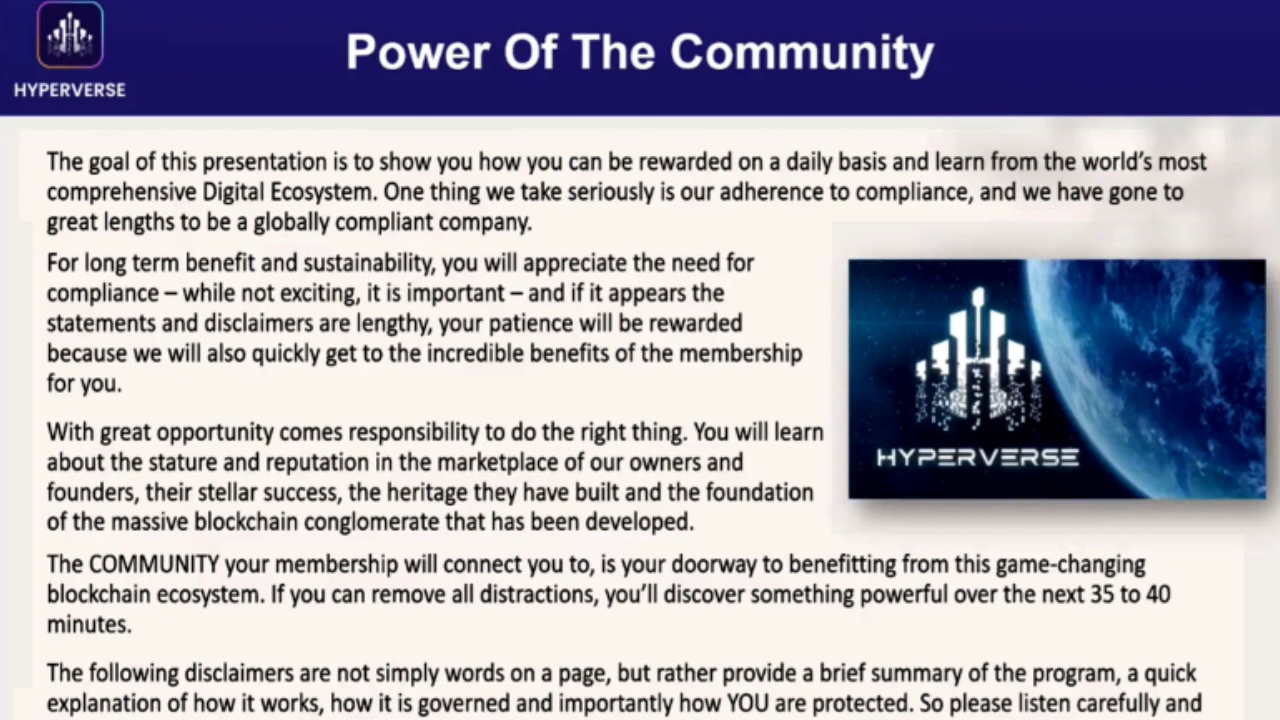 Power Of The Community
HYPERVERSE
The goal of this presentation is to show you how you can be rewarded on a daily basis and learn from the world's most
comprehensive Digital Ecosystem. One thing we take seriously is our adherence to compliance, and we have gone to
great lengths to be a globally compliant company.
For long term benefit and sustainability, you will appreciate the need for
compliance – while not exciting, it is important – and if it appears the
statements and disclaimers are lengthy, your patience will be rewarded
because we will also quickly get to the incredible benefits of the membership
for you.
With great opportunity comes responsibility to do the right thing. You will learn
about the stature and reputation in the marketplace of our owners and
founders, their stellar success, the heritage they have built and the foundation
of the massive blockchain conglomerate that has been developed.
HYPERVERSE
The COMMUNITY your membership will connect you to, is your doorway to benefitting from this game-changing
blockchain ecosystem. If you can remove all distractions, you'll discover something powerful over the next 35 to 40
minutes.
The following disclaimers are not simply words on a page, but rather provide a brief summary of the program, a quick
explanation of how it works, how it is governed and importantly how YOU are protected. So please listen carefully and